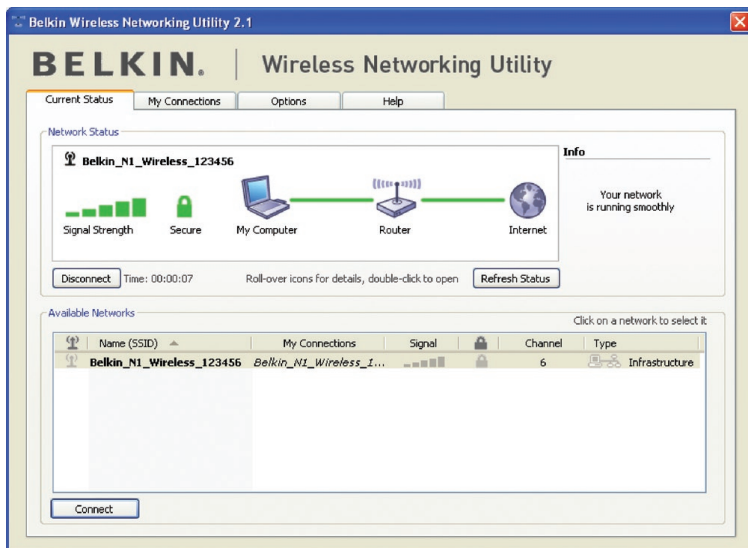 Belkin Wireless Networking Utility 2.1
BELKIN. | Wireless Networking Utility
Current Status My Connections Options Help
Network Status
Belkin_N1_Wireless_123456
Signal Strength Secure My Computer Router Internet
Info
Your network
is running smoothly
Disconnect Time: 00:00:07 Roll-over icons for details, double-click to open Refresh Status
Available Networks
Click on a network to select it
Name (SSID) My Connections Signal Channel Type
Belkin_N1_Wireless_123456 Belkin_N1_Wireless_1... 6 Infrastructure
Connect